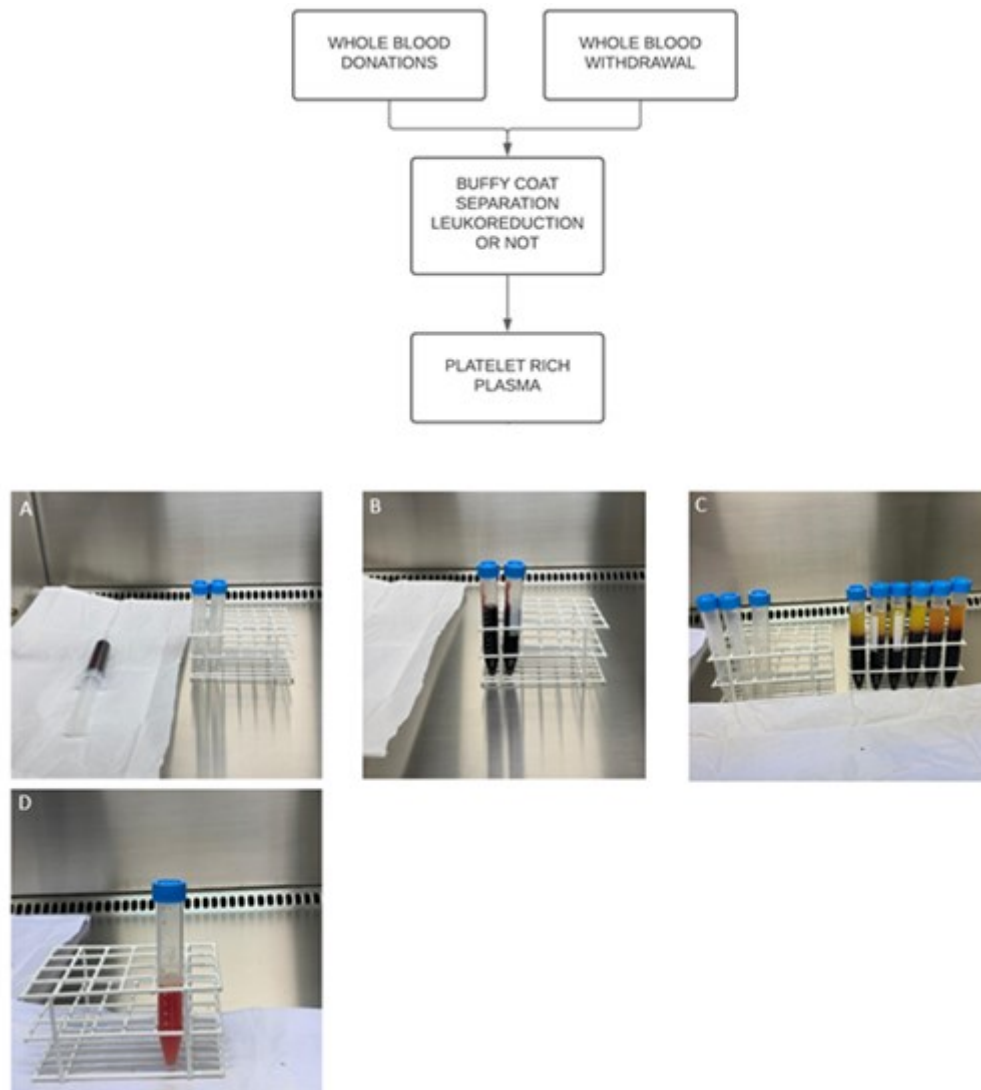 WHOLE BLOOD
DONATIONS
WHOLE BLOOD
WITHDRAWAL
BUFFY COAT
SEPARATION
LEUKOREDUCTION
OR NOT
PLATELET RICH
PLASMA
A
B
C
D